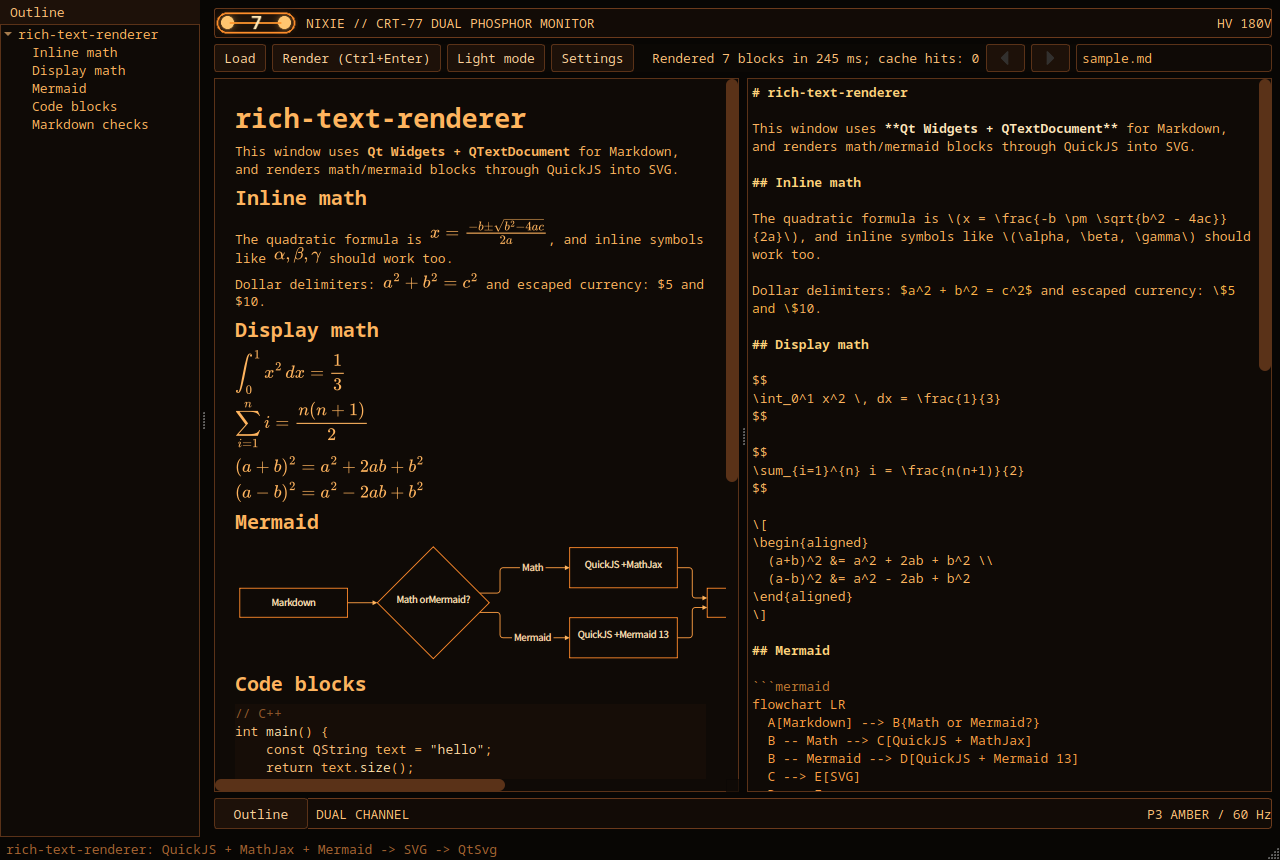 Outline
rich-text-renderer
Inline math
Display math
Mermaid
Code blocks
Markdown checks
7 NIXIE // CRT-77 DUAL PHOSPHOR MONITOR HV 180V
Load Render (Ctrl+Enter) Light mode Settings Rendered 7 blocks in 245 ms; cache hits: 0 sample.md
rich-text-renderer
This window uses Qt Widgets + QTextDocument for Markdown,
and renders math/mermaid blocks through QuickJS into SVG.
Inline math
The quadratic formula is x = −b±√b²−4ac / 2a , and inline symbols
like α, β, γ should work too.
Dollar delimiters: a² + b² = c² and escaped currency: $5 and
$10.
Display math
∫₀¹ x² dx = 1/3
∑ᵢ₌₁ⁿ i = n(n + 1)/2
(a + b)² = a² + 2ab + b²
(a − b)² = a² − 2ab + b²
Mermaid
Markdown
Math orMermaid?
Math
QuickJS +MathJax
Mermaid
QuickJS +Mermaid 13
Code blocks
// C++
int main() {
    const QString text = "hello";
    return text.size();
# rich-text-renderer
This window uses **Qt Widgets + QTextDocument** for Markdown,
and renders math/mermaid blocks through QuickJS into SVG.
## Inline math
The quadratic formula is \(x = \frac{-b \pm \sqrt{b^2 - 4ac}}
{2a}\), and inline symbols like \(\alpha, \beta, \gamma\) should
work too.
Dollar delimiters: $a^2 + b^2 = c^2$ and escaped currency: \$5
and \$10.
## Display math
$$
\int_0^1 x^2 \, dx = \frac{1}{3}
$$
$$
\sum_{i=1}^{n} i = \frac{n(n+1)}{2}
$$
\[
\begin{aligned}
  (a+b)^2 &= a^2 + 2ab + b^2 \\
  (a-b)^2 &= a^2 - 2ab + b^2
\end{aligned}
\]
## Mermaid
```mermaid
flowchart LR
  A[Markdown] --> B{Math or Mermaid?}
  B -- Math --> C[QuickJS + MathJax]
  B -- Mermaid --> D[QuickJS + Mermaid 13]
  C --> E[SVG]
Outline DUAL CHANNEL P3 AMBER / 60 Hz
rich-text-renderer: QuickJS + MathJax + Mermaid -> SVG -> QtSvg